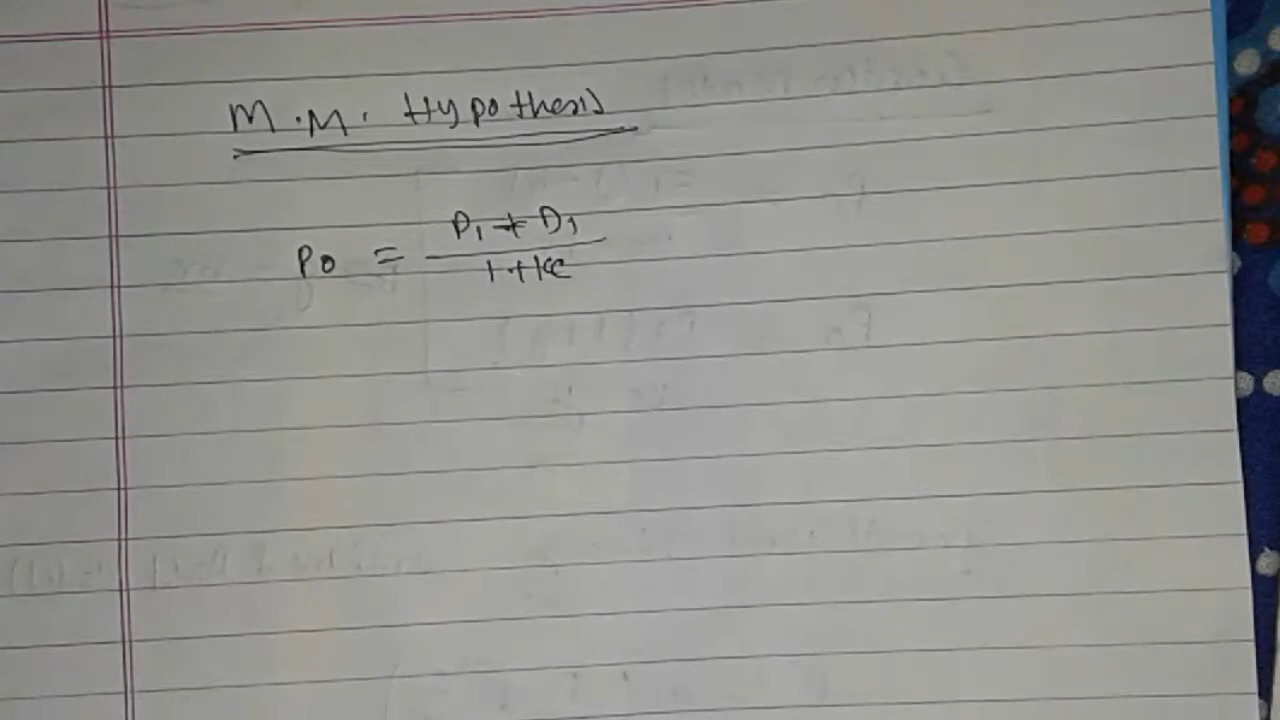 M.M. Hypothesis
P0 = P1 + D1
1+ke